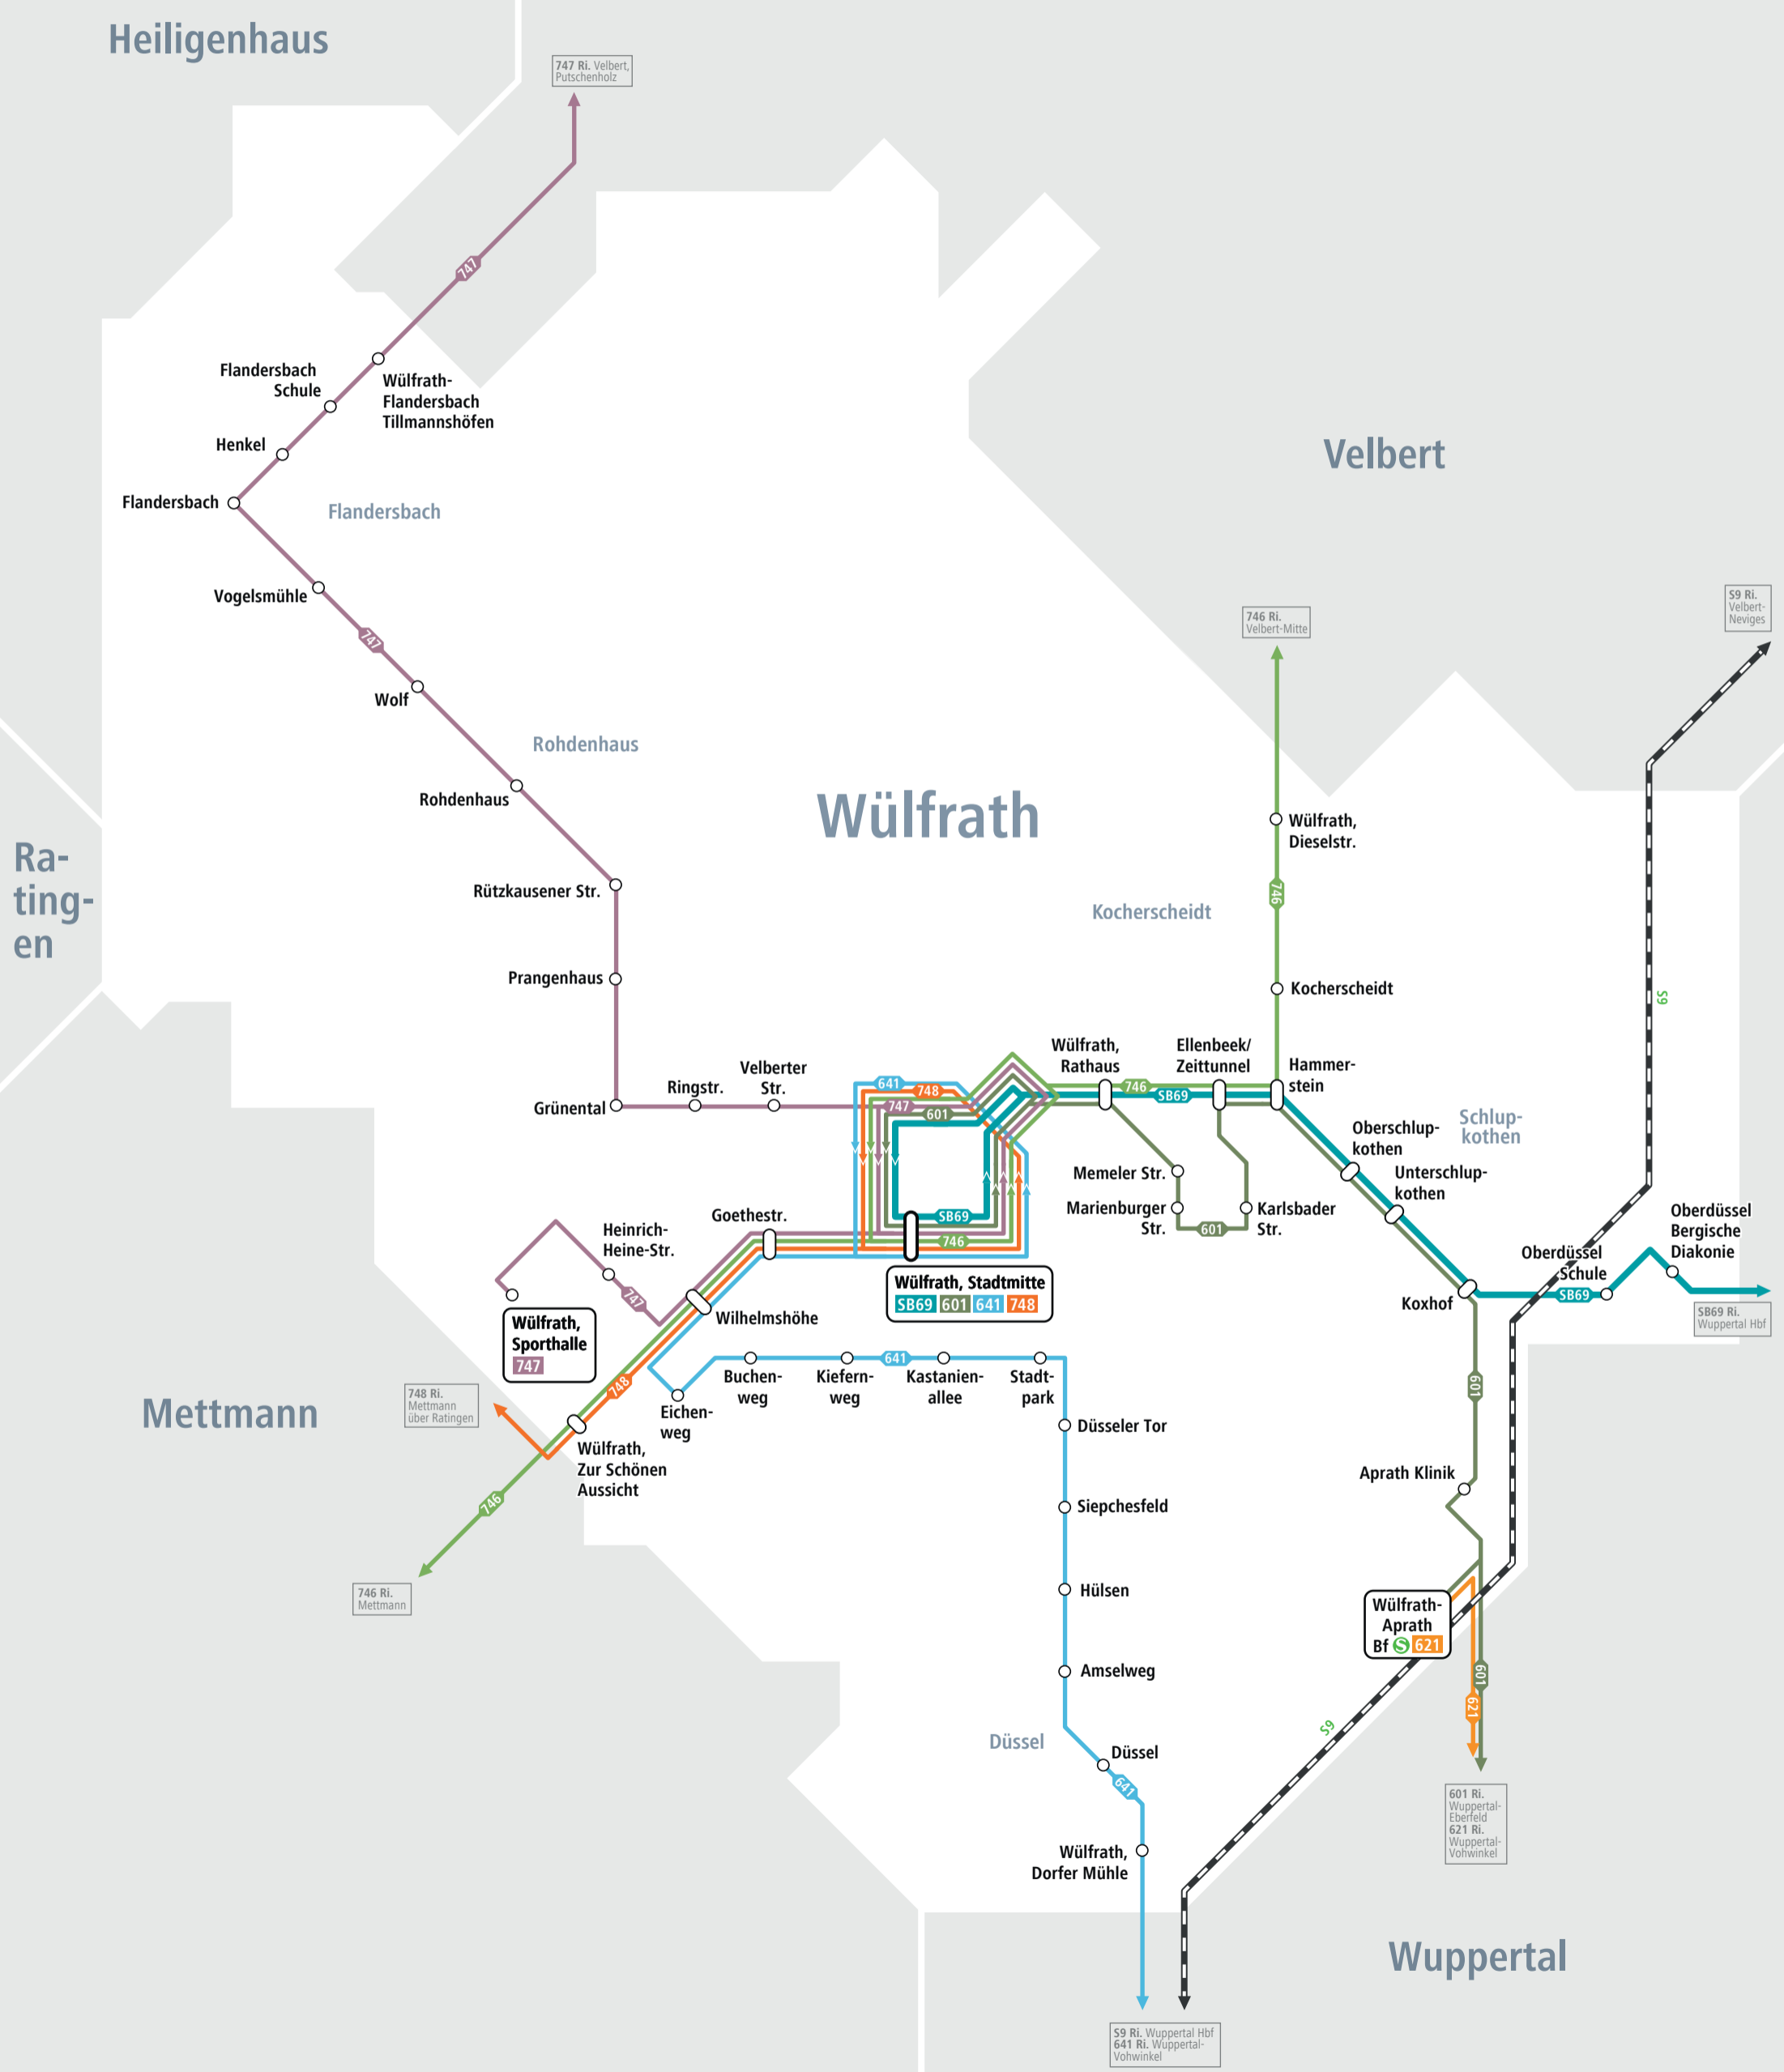 Heiligenhaus
747 Ri. Velbert,
Putschenholz
747
Flandersbach
Schule
Wülfrath-
Flandersbach
Tillmannshöfen
Henkel
Flandersbach
Flandersbach
Velbert
Vogelsmühle
747
Wolf
746 Ri.
Velbert-Mitte
S9 Ri.
Velbert-
Neviges
Rohdenhaus
Rohdenhaus
Wülfrath
Wülfrath,
Dieselstr.
Ra-
ting-
en
Rützkausener Str.
746
Kocherscheidt
Prangenhaus
Kocherscheidt
S9
Grünental
Ringstr.
Velberter
Str.
641
748
747
601
Wülfrath,
Rathaus
746
SB69
Ellenbeek/
Zeittunnel
Hammer-
stein
Schlup-
kothen
Oberschlup-
kothen
Unterschlup-
kothen
Memeler Str.
Marienburger
Str.
601
Karlsbader
Str.
Goethestr.
SB69
746
Heinrich-
Heine-Str.
747
Wülfrath, Stadtmitte
SB69 601 641 748
Oberdüssel
Bergische
Diakonie
Oberdüssel
Schule
SB69
Koxhof
SB69 Ri.
Wuppertal Hbf
Wülfrath,
Sporthalle
747
Wilhelmshöhe
Mettmann
748 Ri.
Mettmann
über Ratingen
748
641
Eichen-
weg
Buchen-
weg
Kiefern-
weg
Kastanien-
allee
Stadt-
park
601
Düsseler Tor
Wülfrath,
Zur Schönen
Aussicht
746
Aprath Klinik
Siepchesfeld
746 Ri.
Mettmann
Hülsen
Wülfrath-
Aprath
Bf S 621
Amselweg
601
621
S9
Düssel
Düssel
641
601 Ri.
Wuppertal-
Eberfeld
621 Ri.
Wuppertal-
Vohwinkel
Wülfrath,
Dorfer Mühle
Wuppertal
S9 Ri. Wuppertal Hbf
641 Ri. Wuppertal-
Vohwinkel